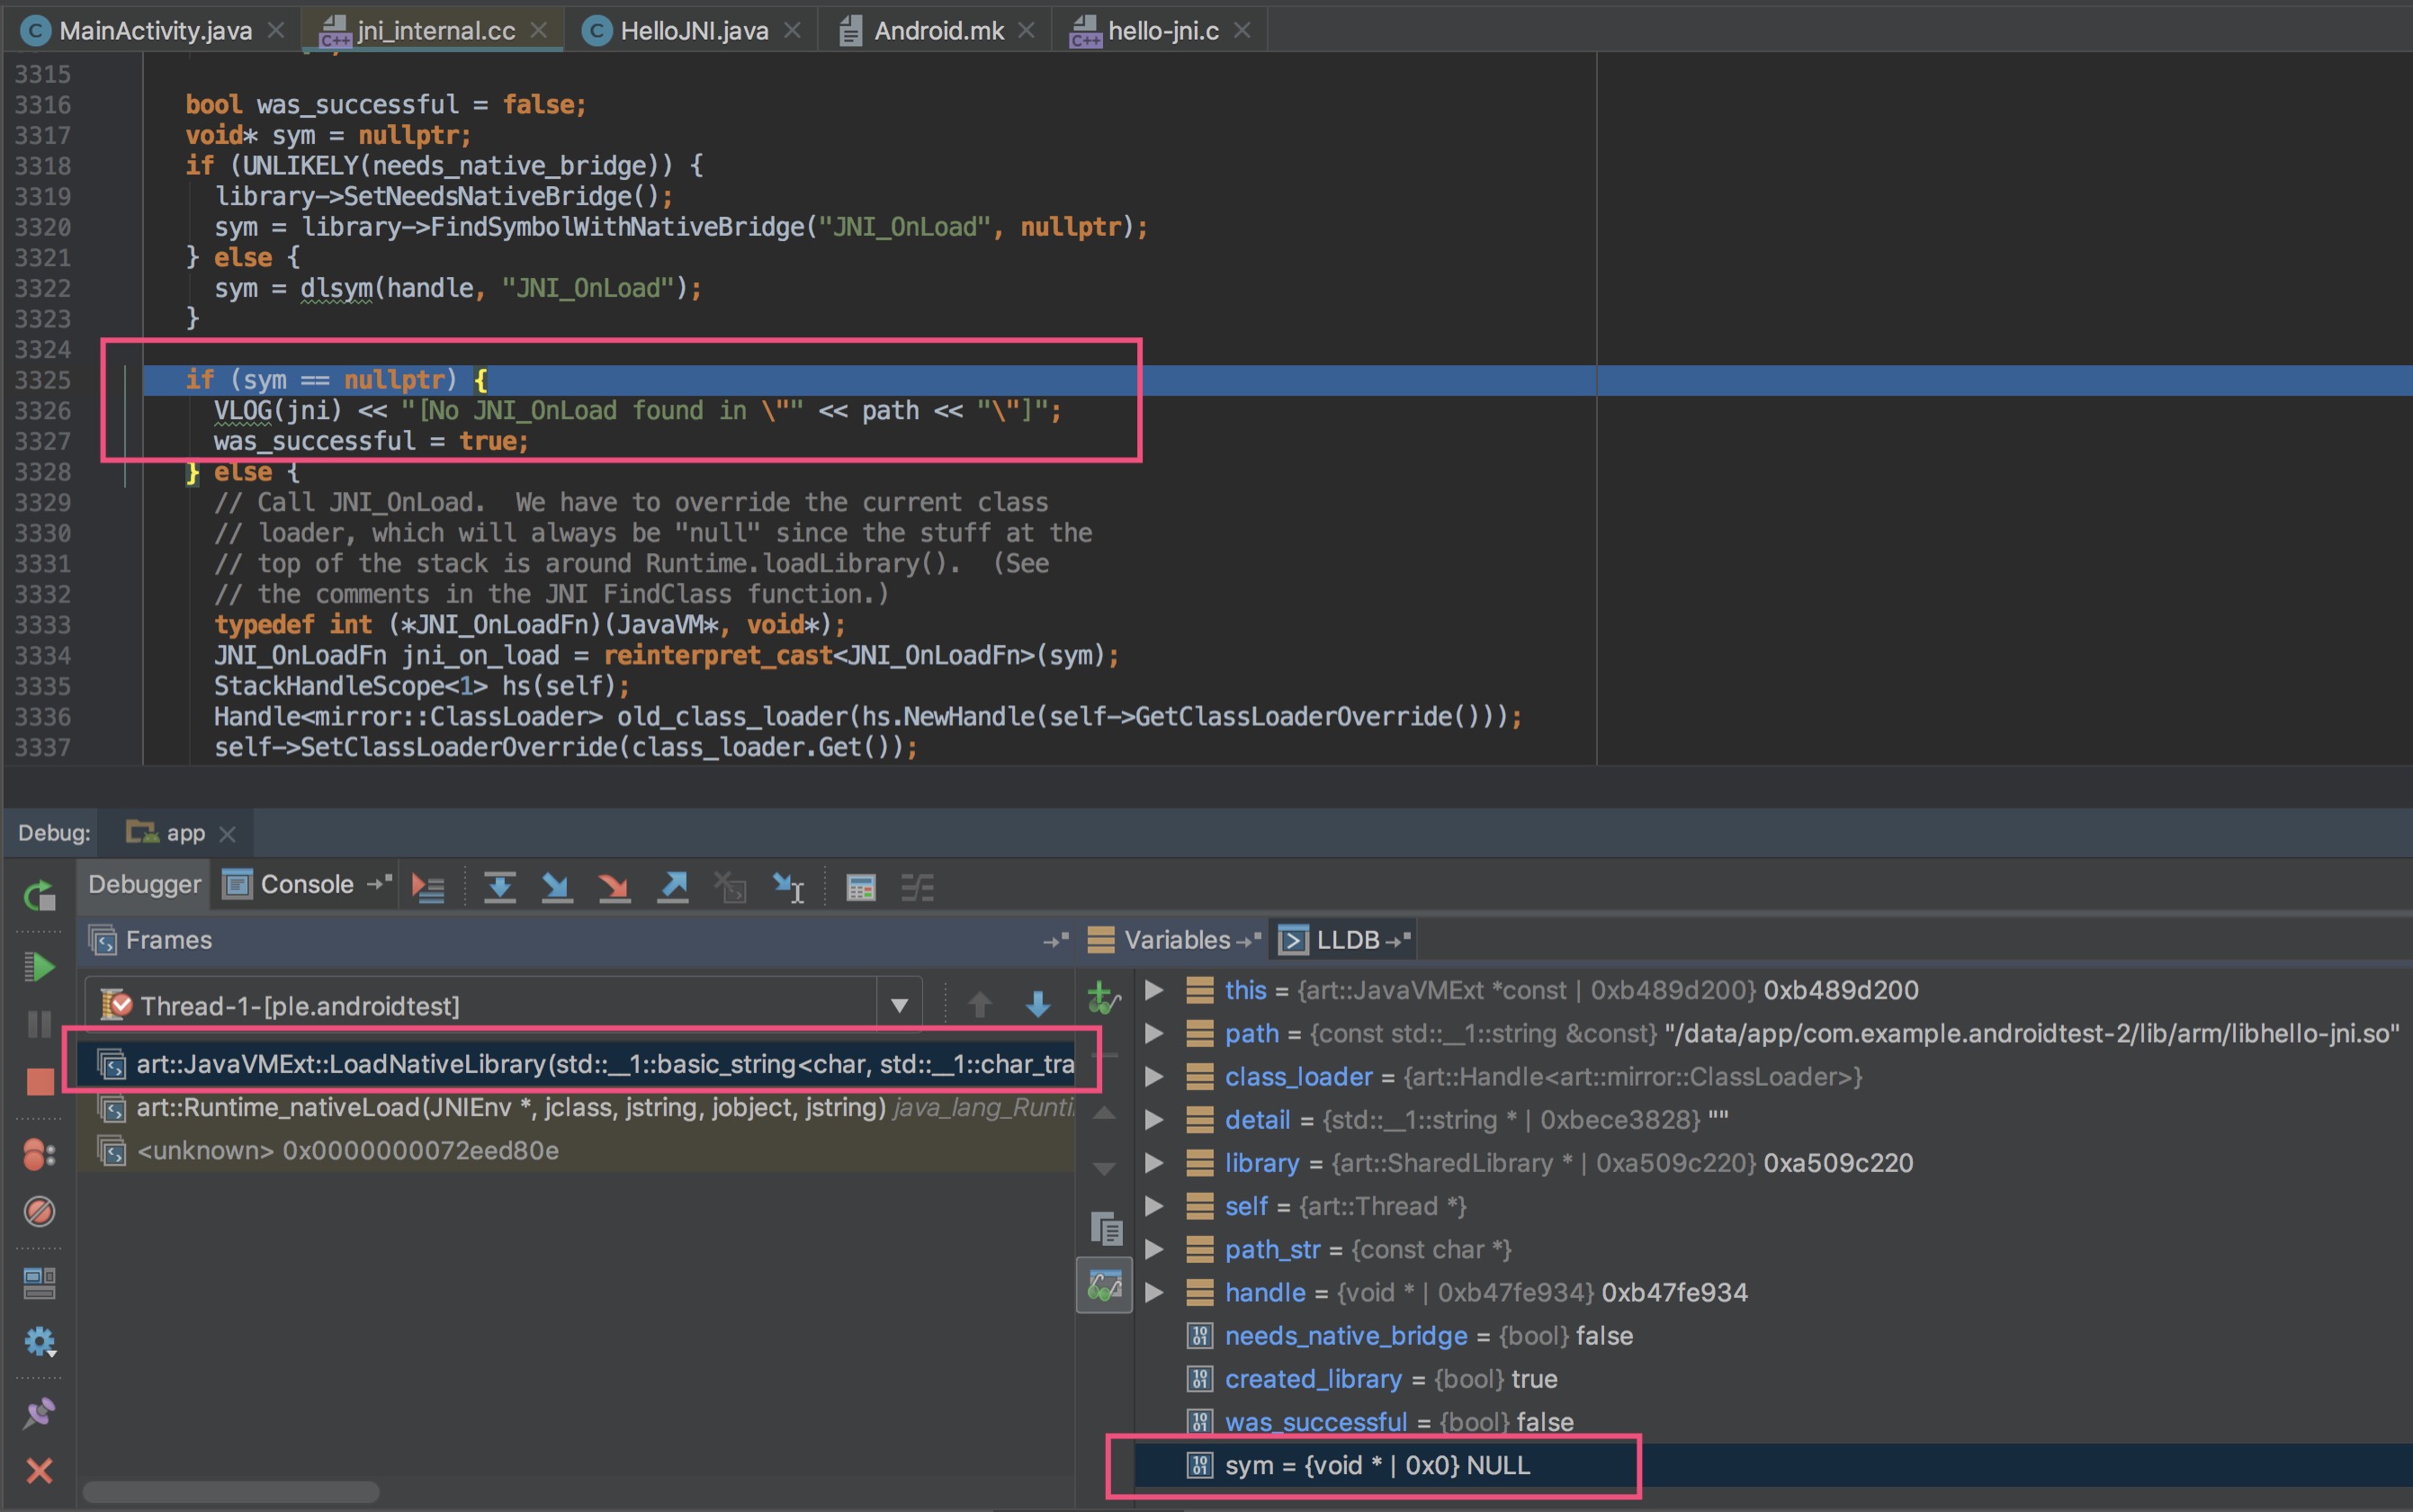 MainActivity.java
jni_internal.cc
HelloJNI.java
Android.mk
hello-jni.c
3315
3316 bool was_successful = false;
3317 void* sym = nullptr;
3318 if (UNLIKELY(needs_native_bridge)) {
3319 library->SetNeedsNativeBridge();
3320 sym = library->FindSymbolWithNativeBridge("JNI_OnLoad", nullptr);
3321 } else {
3322 sym = dlsym(handle, "JNI_OnLoad");
3323 }
3324
3325 if (sym == nullptr) {
3326 VLOG(jni) << "[No JNI_OnLoad found in \"" << path << "\"]";
3327 was_successful = true;
3328 } else {
3329 // Call JNI_OnLoad.  We have to override the current class
3330 // loader, which will always be "null" since the stuff at the
3331 // top of the stack is around Runtime.loadLibrary().  (See
3332 // the comments in the JNI FindClass function.)
3333 typedef int (*JNI_OnLoadFn)(JavaVM*, void*);
3334 JNI_OnLoadFn jni_on_load = reinterpret_cast<JNI_OnLoadFn>(sym);
3335 StackHandleScope<1> hs(self);
3336 Handle<mirror::ClassLoader> old_class_loader(hs.NewHandle(self->GetClassLoaderOverride()));
3337 self->SetClassLoaderOverride(class_loader.Get());
Debug: app
Debugger Console
Frames
Variables LLDB
Thread-1-[ple.androidtest]
art::JavaVMExt::LoadNativeLibrary(std::__1::basic_string<char, std::__1::char_tra
art::Runtime_nativeLoad(JNIEnv *, jclass, jstring, jobject, jstring) java_lang_Runti
<unknown> 0x0000000072eed80e
this = {art::JavaVMExt *const | 0xb489d200} 0xb489d200
path = {const std::__1::string &const} "/data/app/com.example.androidtest-2/lib/arm/libhello-jni.so"
class_loader = {art::Handle<art::mirror::ClassLoader>}
detail = {std::__1::string * | 0xbece3828} ""
library = {art::SharedLibrary * | 0xa509c220} 0xa509c220
self = {art::Thread *}
path_str = {const char *}
handle = {void * | 0xb47fe934} 0xb47fe934
needs_native_bridge = {bool} false
created_library = {bool} true
was_successful = {bool} false
sym = {void * | 0x0} NULL